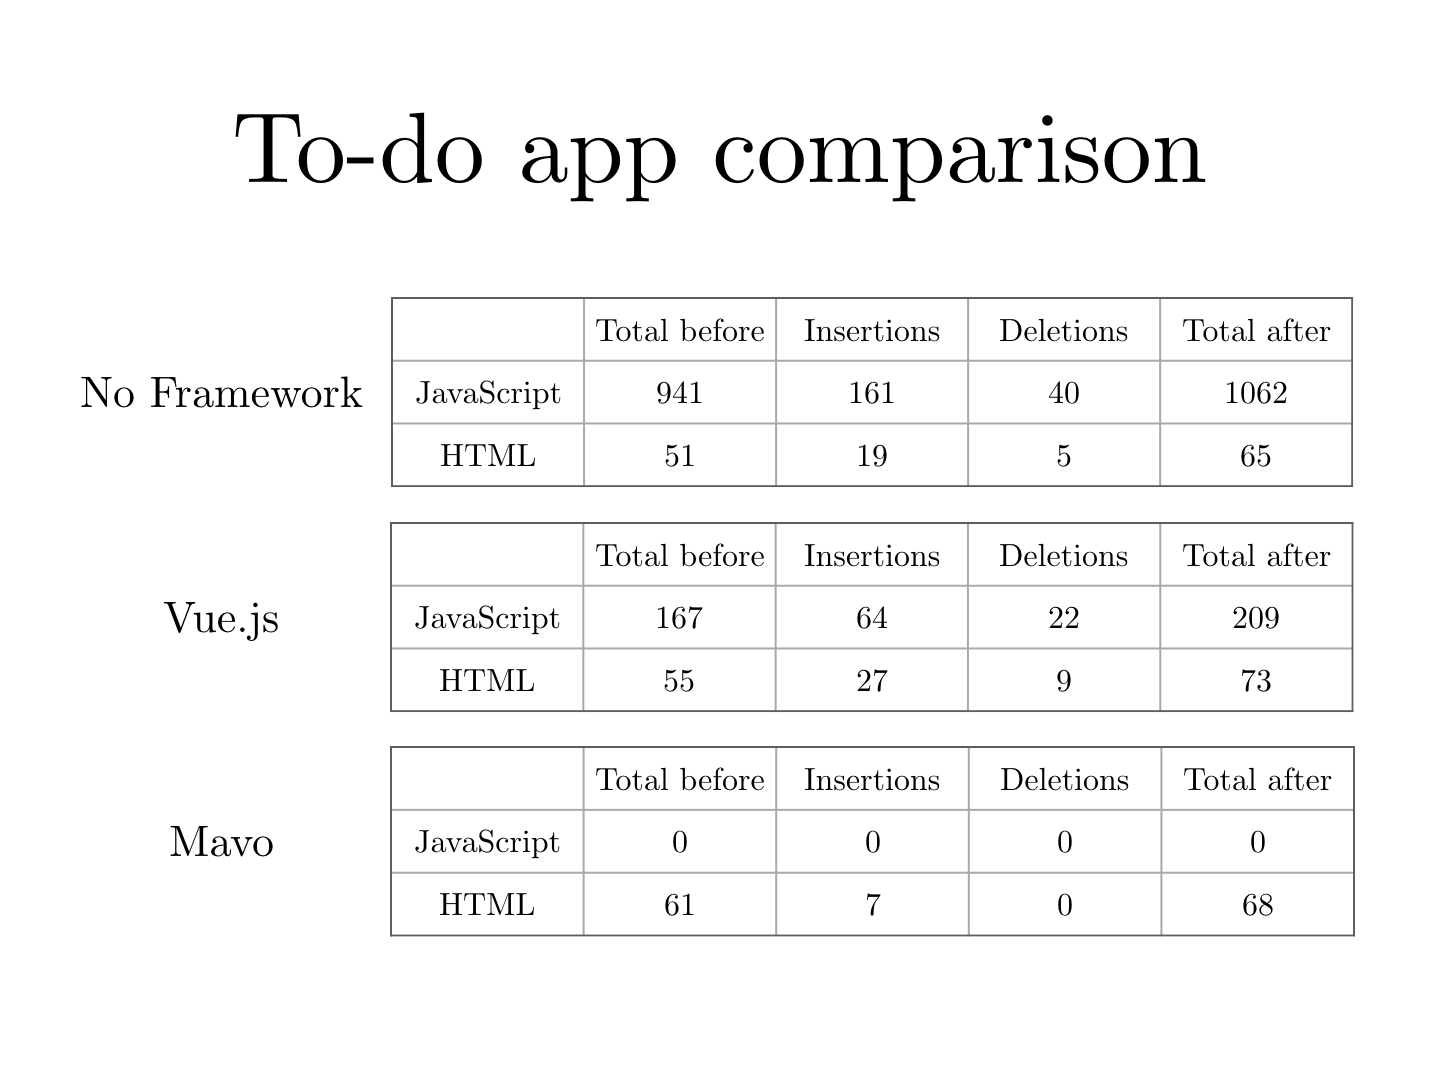 To-do app comparison
No Framework
Total before Insertions Deletions Total after
JavaScript 941 161 40 1062
HTML 51 19 5 65
Vue.js
Total before Insertions Deletions Total after
JavaScript 167 64 22 209
HTML 55 27 9 73
Mavo
Total before Insertions Deletions Total after
JavaScript 0 0 0 0
HTML 61 7 0 68